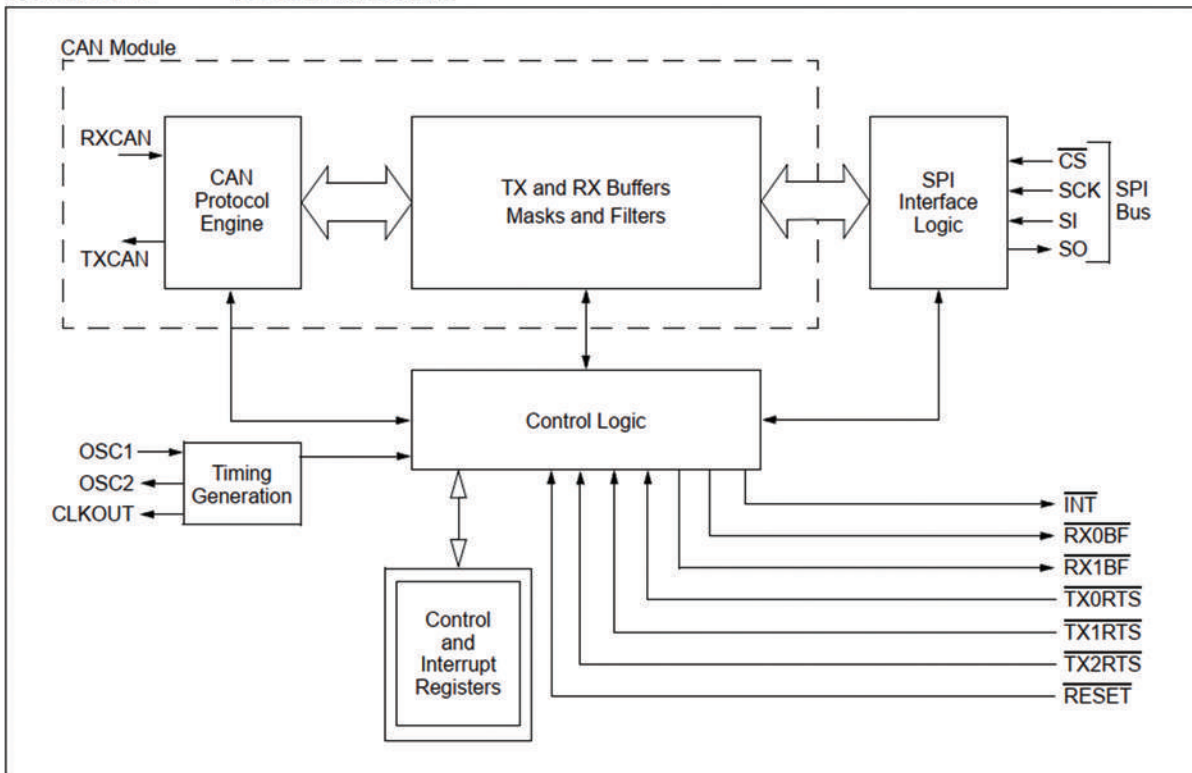 CAN Module
RXCAN
TXCAN
CAN
Protocol
Engine
TX and RX Buffers
Masks and Filters
SPI
Interface
Logic
CS
SCK
SI
SO
SPI
Bus
Control Logic
OSC1
OSC2
CLKOUT
Timing
Generation
Control
and
Interrupt
Registers
INT
RX0BF
RX1BF
TX0RTS
TX1RTS
TX2RTS
RESET